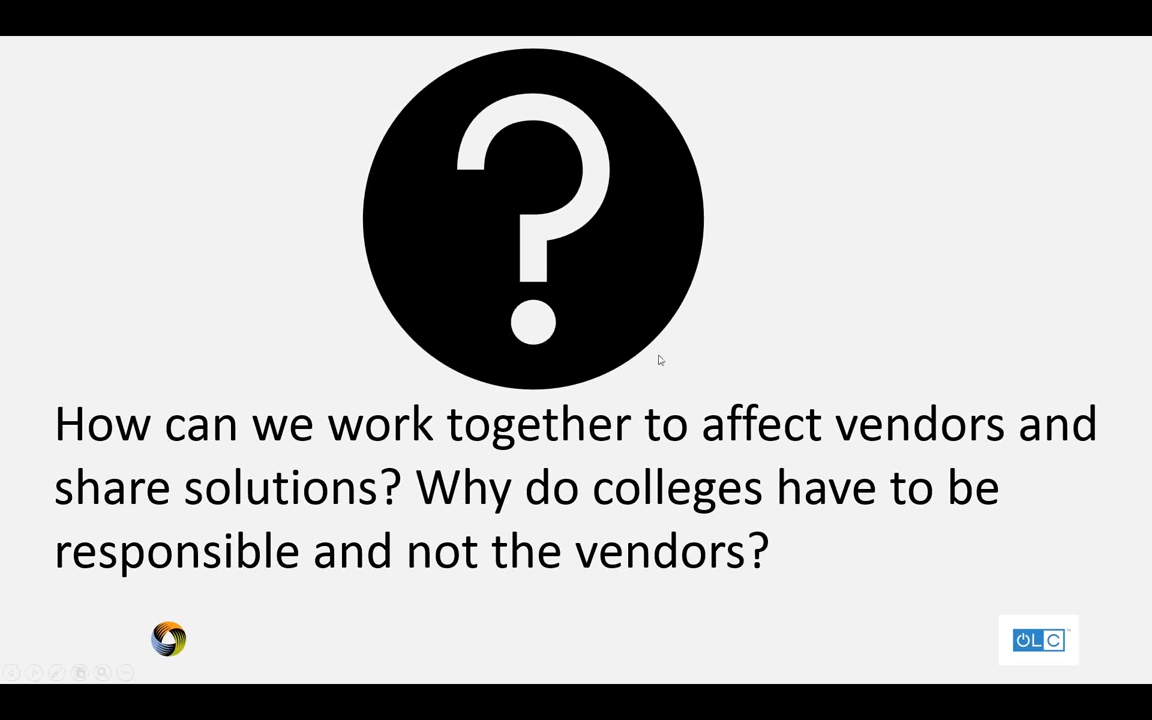 How can we work together to affect vendors and
share solutions? Why do colleges have to be
responsible and not the vendors?
OLC